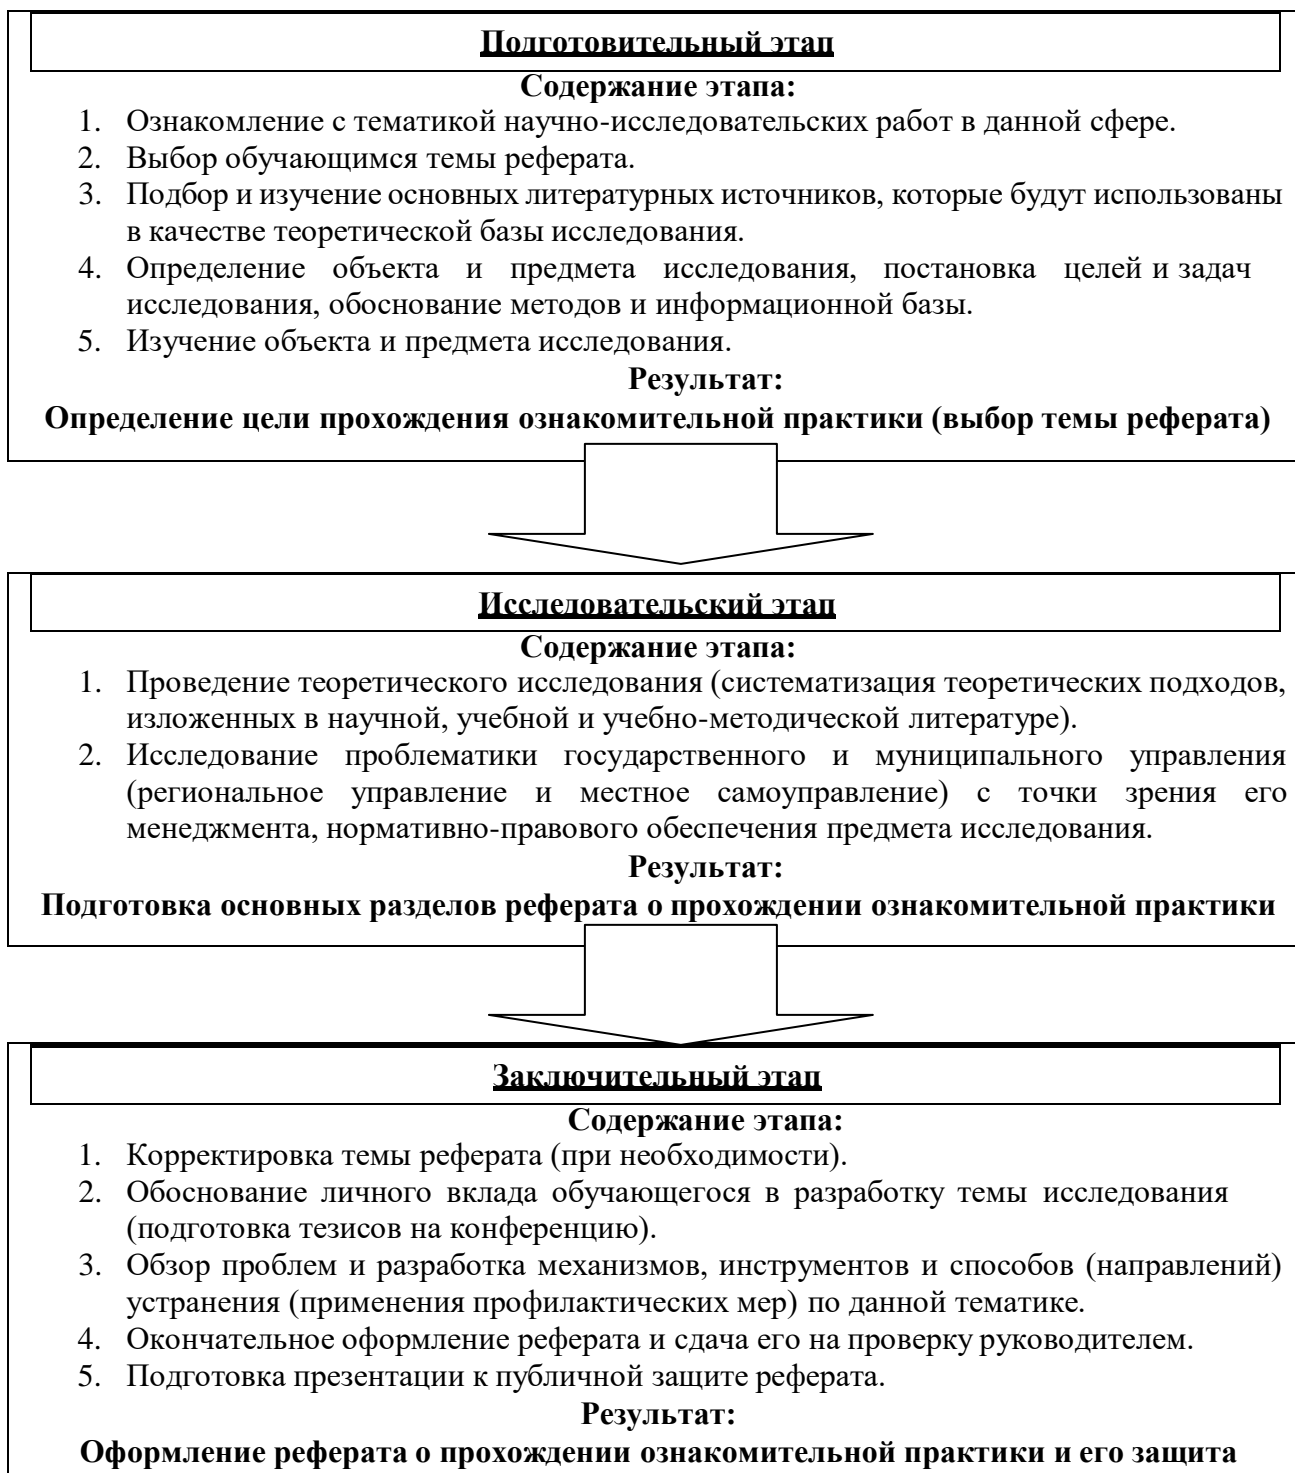 Подготовительный этап
Содержание этапа:
1. Ознакомление с тематикой научно-исследовательских работ в данной сфере.
2. Выбор обучающимся темы реферата.
3. Подбор и изучение основных литературных источников, которые будут использованы
в качестве теоретической базы исследования.
4. Определение объекта и предмета исследования, постановка целей и задач
исследования, обоснование методов и информационной базы.
5. Изучение объекта и предмета исследования.
Результат:
Определение цели прохождения ознакомительной практики (выбор темы реферата)
Исследовательский этап
Содержание этапа:
1. Проведение теоретического исследования (систематизация теоретических подходов,
изложенных в научной, учебной и учебно-методической литературе).
2. Исследование проблематики государственного и муниципального управления
(региональное управление и местное самоуправление) с точки зрения его
менеджмента, нормативно-правового обеспечения предмета исследования.
Результат:
Подготовка основных разделов реферата о прохождении ознакомительной практики
Заключительный этап
Содержание этапа:
1. Корректировка темы реферата (при необходимости).
2. Обоснование личного вклада обучающегося в разработку темы исследования
(подготовка тезисов на конференцию).
3. Обзор проблем и разработка механизмов, инструментов и способов (направлений)
устранения (применения профилактических мер) по данной тематике.
4. Окончательное оформление реферата и сдача его на проверку руководителем.
5. Подготовка презентации к публичной защите реферата.
Результат:
Оформление реферата о прохождении ознакомительной практики и его защита